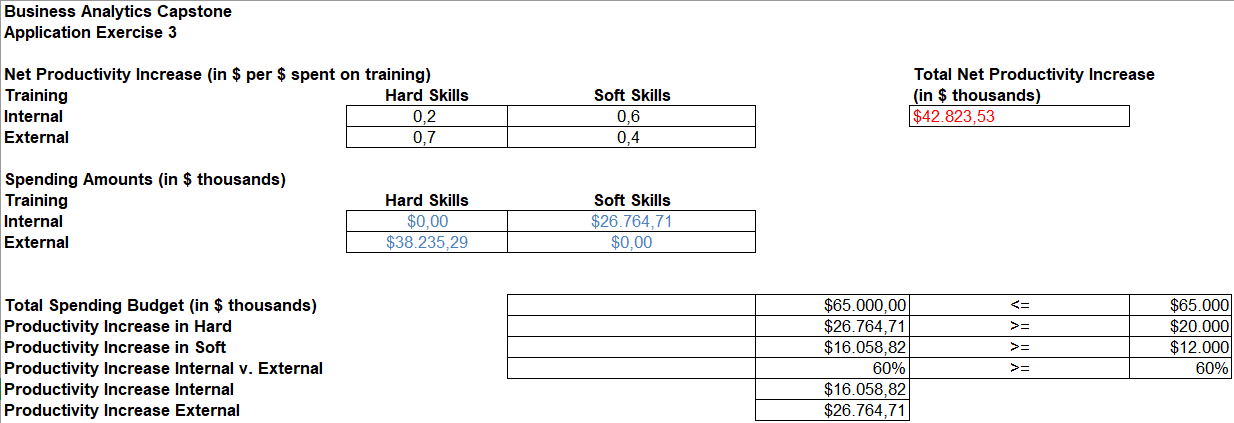 Business Analytics Capstone
Application Exercise 3
Net Productivity Increase (in $ per $ spent on training) Total Net Productivity Increase
Training Hard Skills Soft Skills (in $ thousands)
Internal 0,2 0,6 $42.823,53
External 0,7 0,4
Spending Amounts (in $ thousands)
Training Hard Skills Soft Skills
Internal $0,00 $26.764,71
External $38.235,29 $0,00
Total Spending Budget (in $ thousands) $65.000,00 <= $65.000
Productivity Increase in Hard $26.764,71 >= $20.000
Productivity Increase in Soft $16.058,82 >= $12.000
Productivity Increase Internal v. External 60% >= 60%
Productivity Increase Internal $16.058,82
Productivity Increase External $26.764,71